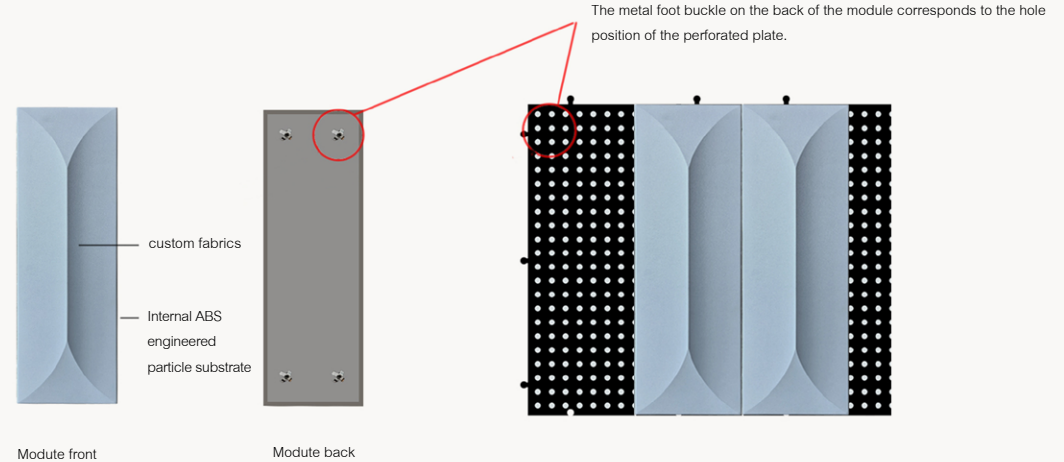 The metal foot buckle on the back of the module corresponds to the hole
position of the perforated plate.
custom fabrics
Internal ABS
engineered
particle substrate
Modute front
Modute back